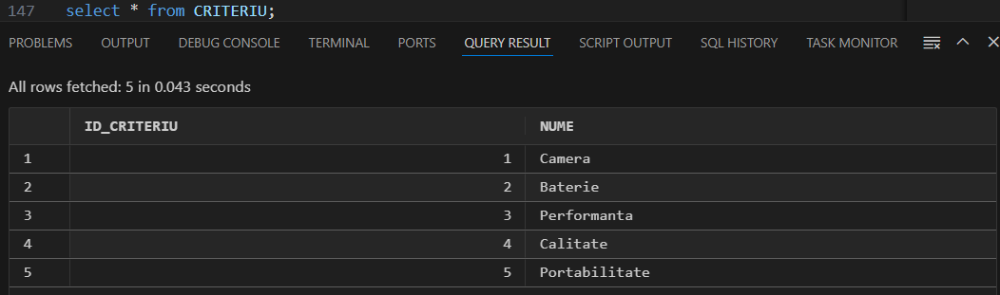 147 select * from CRITERIU;
PROBLEMS OUTPUT DEBUG CONSOLE TERMINAL PORTS QUERY RESULT SCRIPT OUTPUT SQL HISTORY TASK MONITOR
All rows fetched: 5 in 0.043 seconds
ID_CRITERIU NUME
1 1 Camera
2 2 Baterie
3 3 Performanta
4 4 Calitate
5 5 Portabilitate